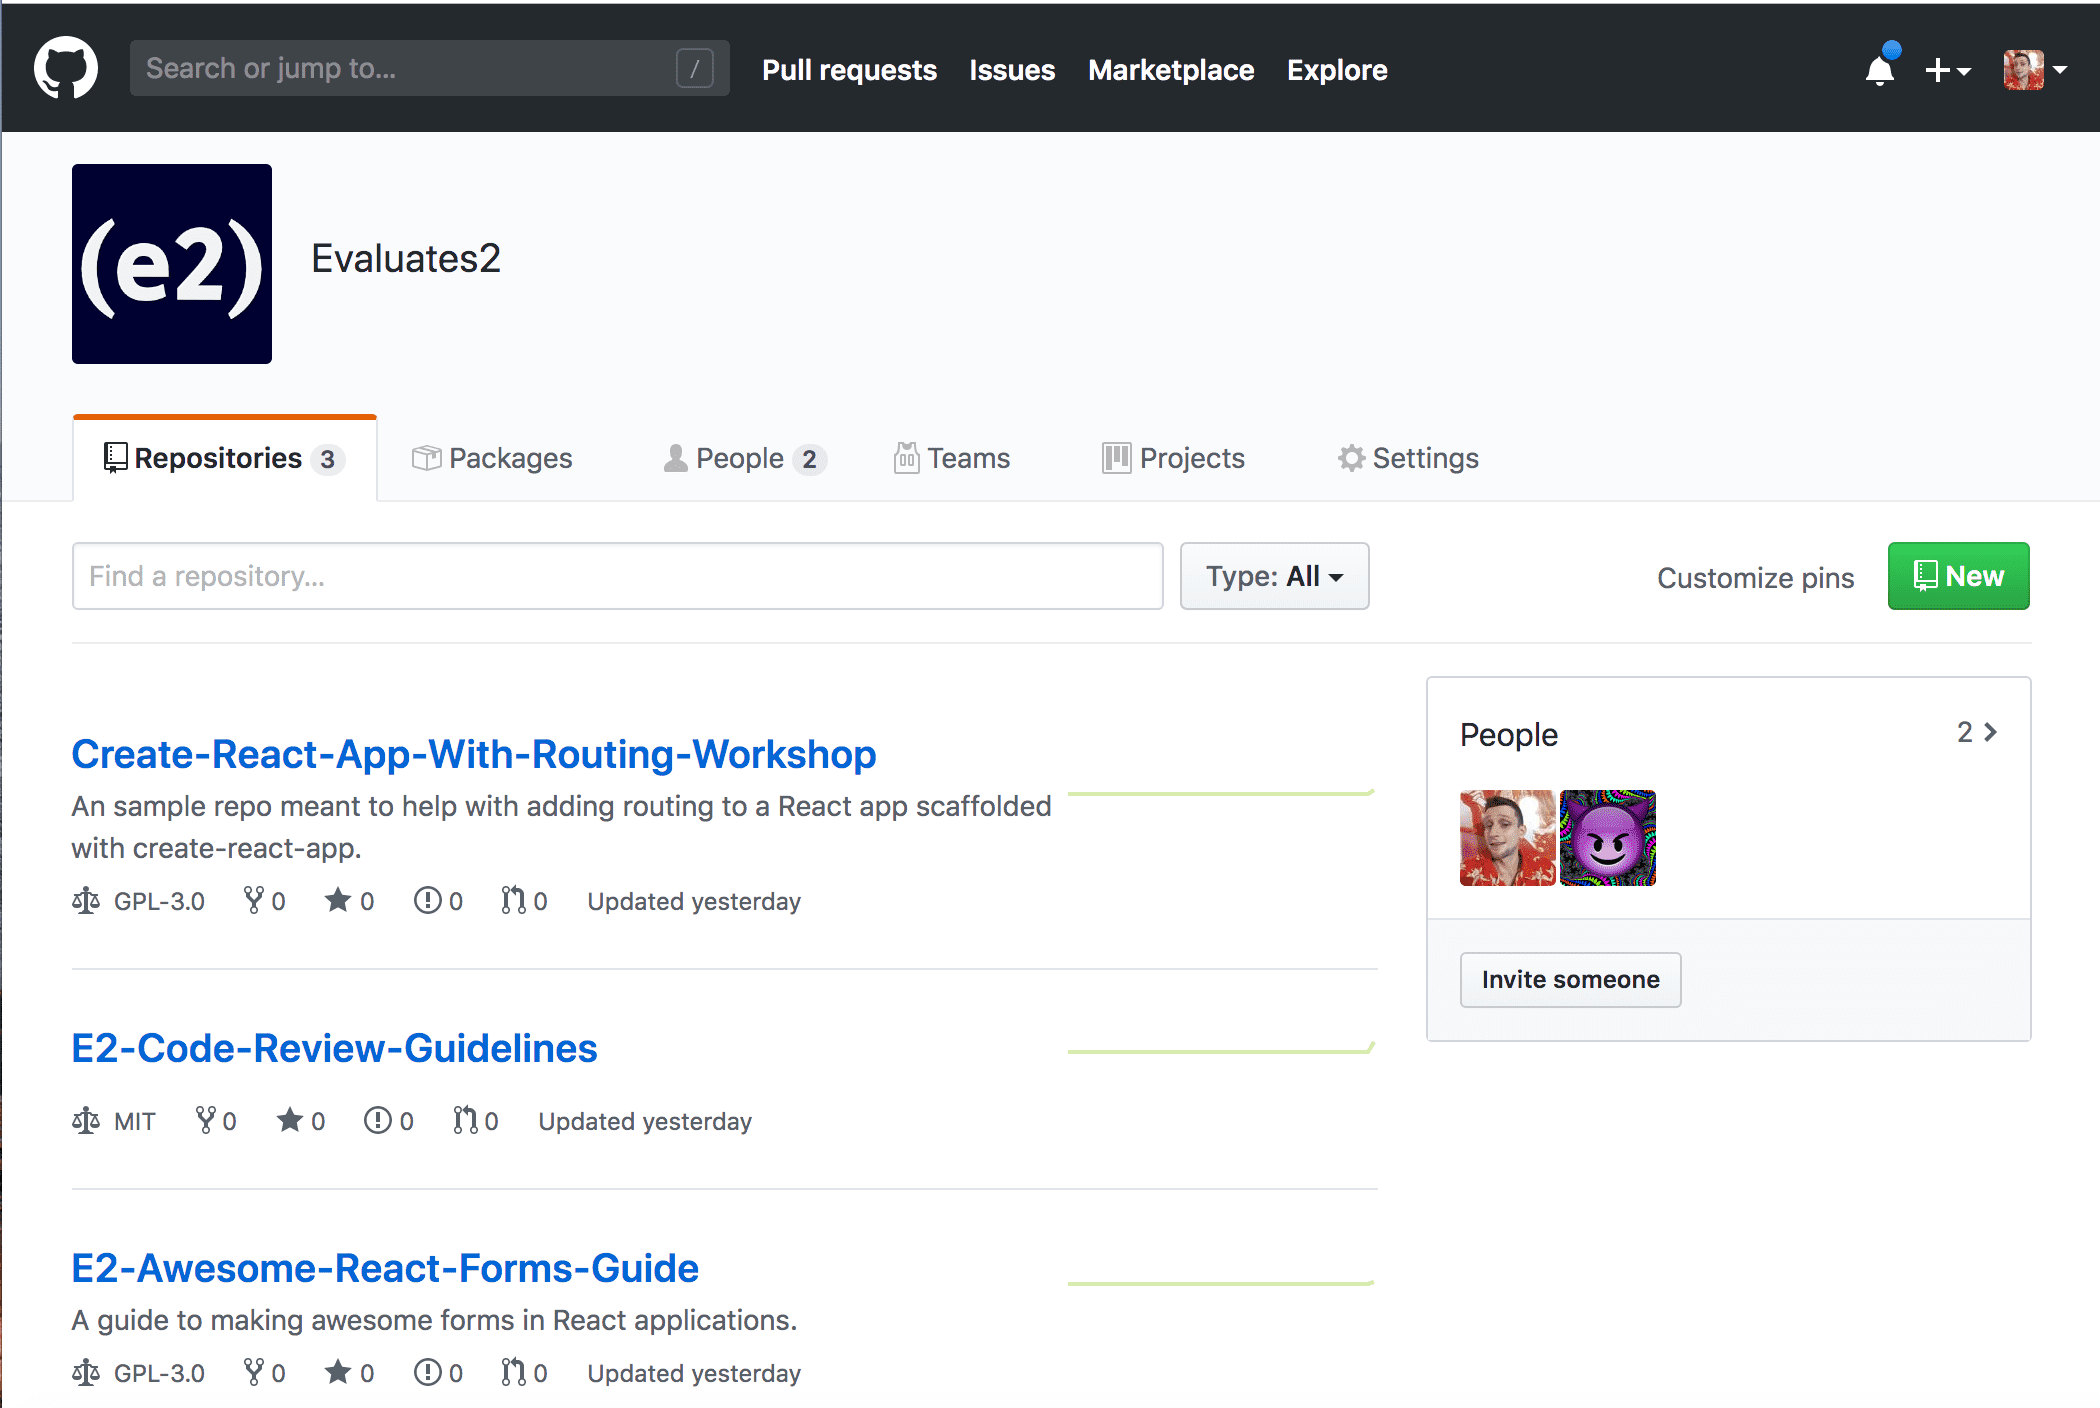 Search or jump to... /
Pull requests Issues Marketplace Explore
(e2)
Evaluates2
Repositories 3 Packages People 2 Teams Projects Settings
Find a repository... Type: All Customize pins New
Create-React-App-With-Routing-Workshop
An sample repo meant to help with adding routing to a React app scaffolded
with create-react-app.
GPL-3.0 0 0 0 0 Updated yesterday
E2-Code-Review-Guidelines
MIT 0 0 0 0 Updated yesterday
E2-Awesome-React-Forms-Guide
A guide to making awesome forms in React applications.
GPL-3.0 0 0 0 0 Updated yesterday
People 2
Invite someone